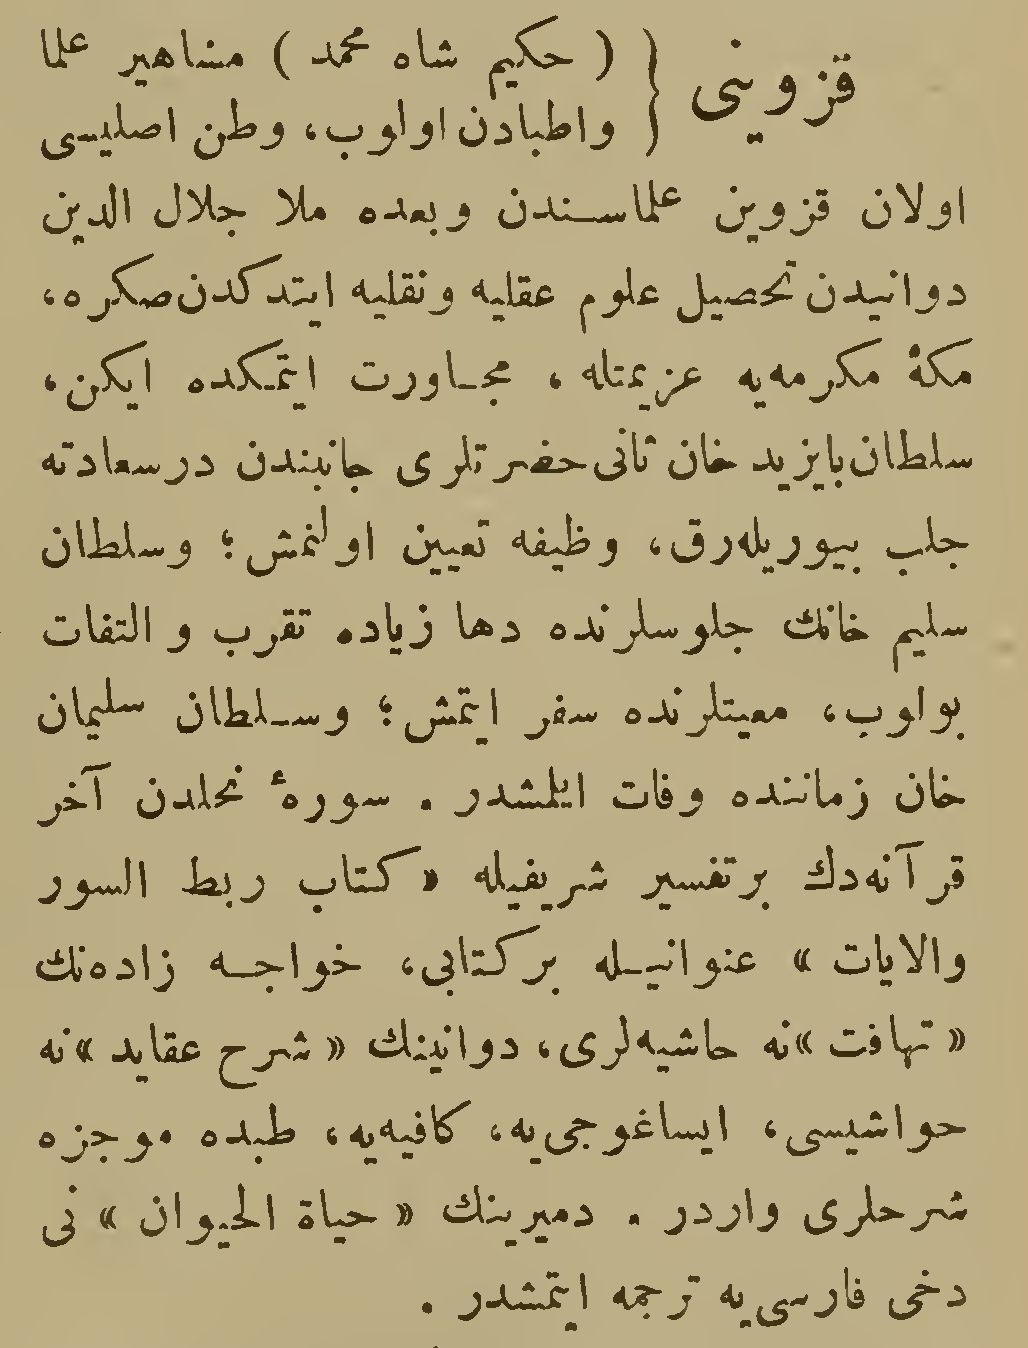 قزوینی { ( حکیم شاه محمد ) مشاهیر علما
واطبادن اولوب، وطن اصلیسی
اولان قزوین علماسندن وبعده ملا جلال الدین
دوانیدن تحصیل علوم عقلیه ونقلیه ایتدکدن صکره،
مکهٔ مکرمه‌یه عزیمتله، مجاورت ایتمکده ایکن،
سلطان بایزید خان ثانی حضرتلری جانبندن درسعادته
جلب بیوریله‌رق، وظیفه تعیین اولنمش؛ وسلطان
سلیم خانك جلوسلرنده دها زیاده تقرب و التفات
بولوب، معیتلرنده سفر ایتمش؛ وسلطان سلیمان
خان زماننده وفات ایلمشدر. سورهٔ نحلدن آخر
قرآنه‌دك برتفسیر شریفیله «کتاب ربط السور
والایات» عنوانیله برکتابی، خواجه زاده‌نك
«تهافت»نه حاشیه‌لری، دوانینك «شرح عقاید»نه
حواشیسی، ایساغوجی‌یه، کافیه‌یه، طبده موجزه
شرحلری واردر. دمیرینك «حیاة الحیوان»نی
دخی فارسی‌یه ترجمه ایتمشدر.